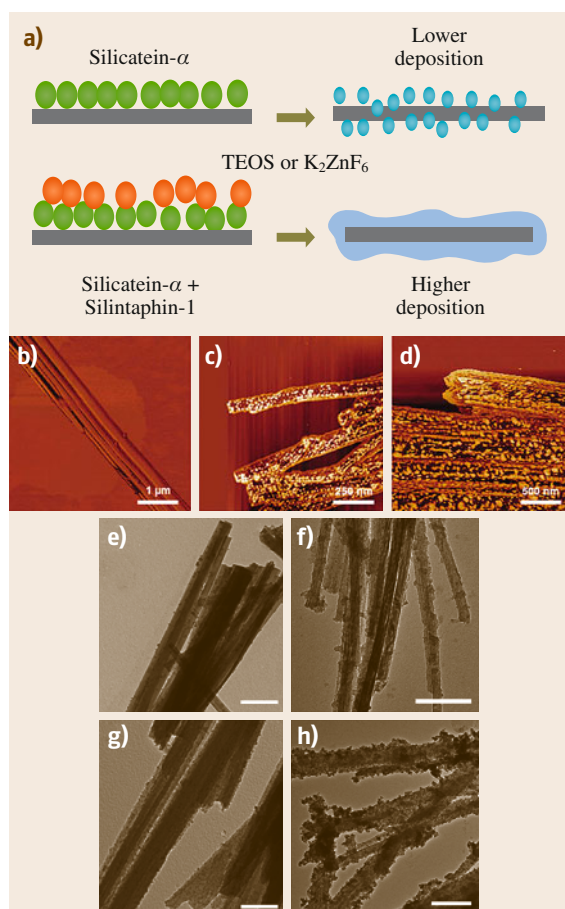 a)
Silicatein-α
Lower
deposition
TEOS or K₂ZnF₆
Silicatein-α +
Silintaphin-1
Higher
deposition
b)
1 µm
c)
250 nm
d)
500 nm
e)
f)
g)
h)